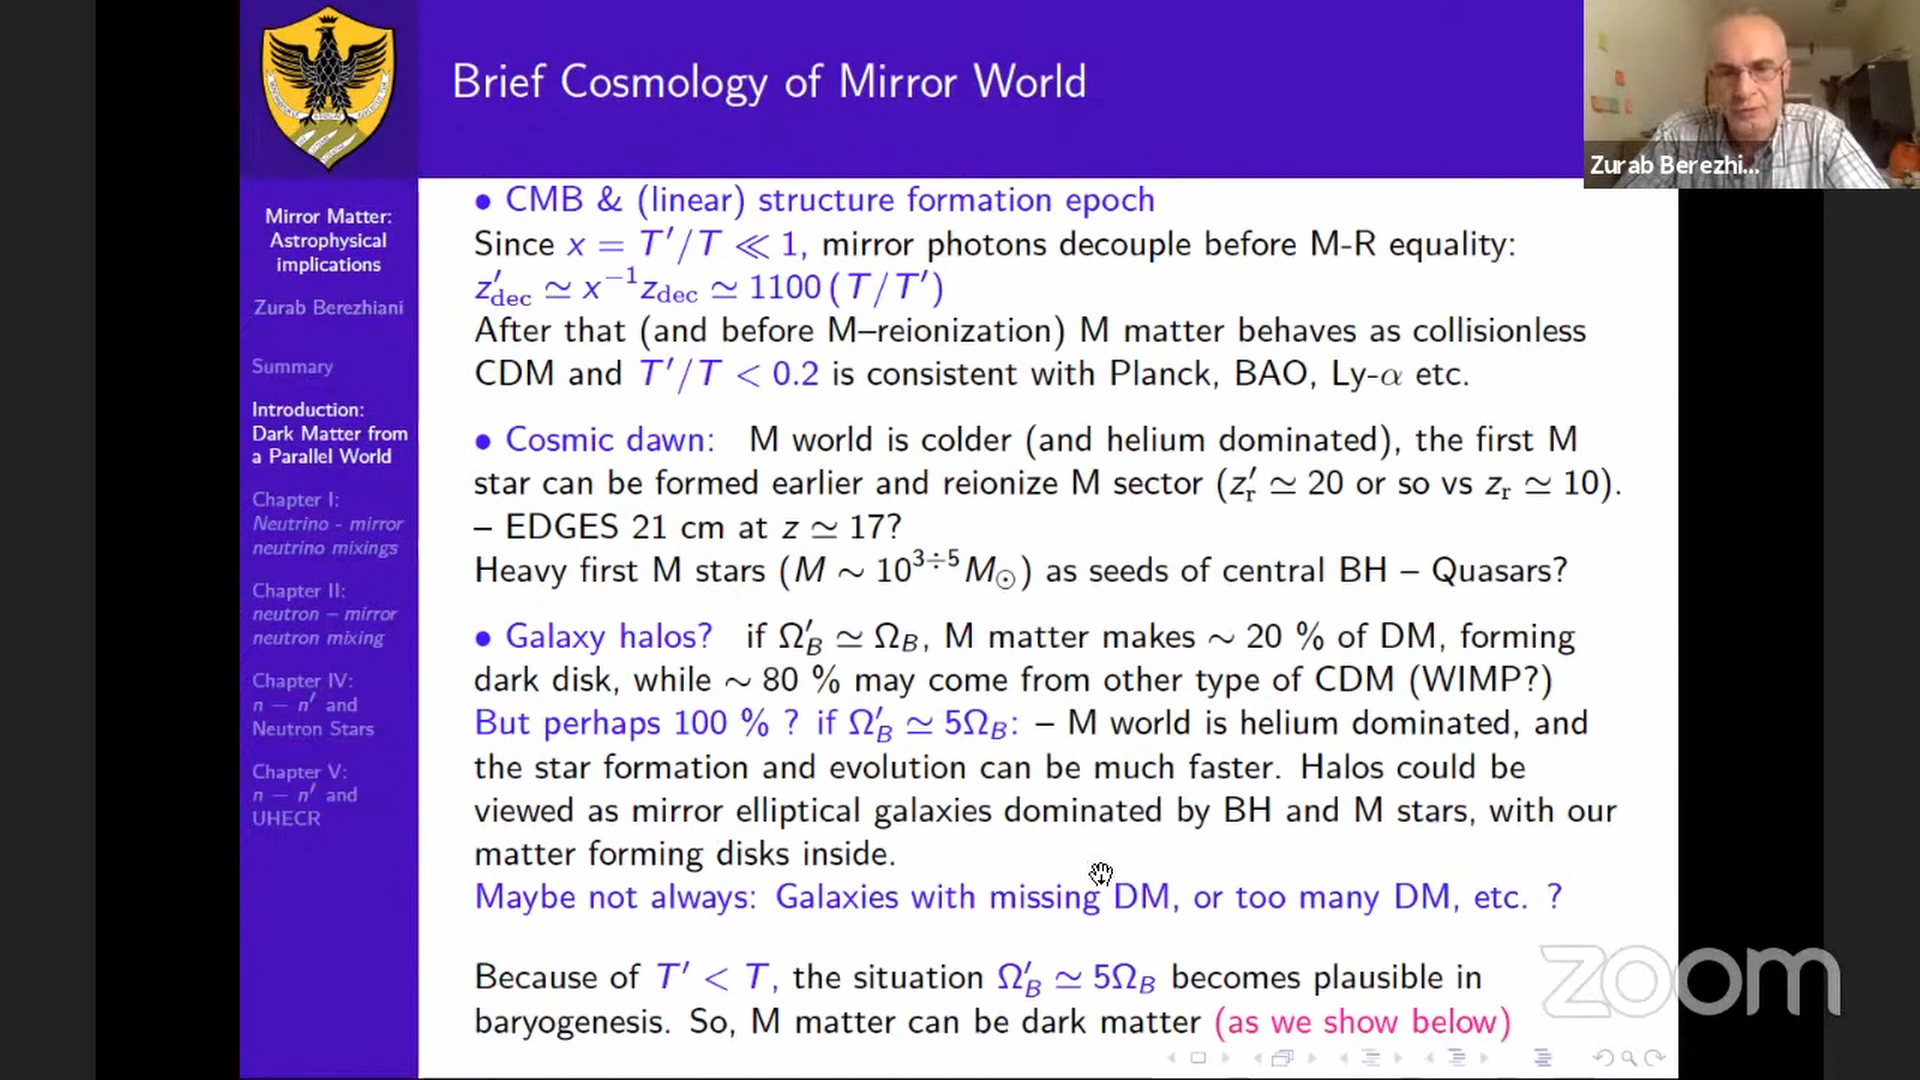 Brief Cosmology of Mirror World
Zurab Berezhi...
Mirror Matter:
Astrophysical
implications
Zurab Berezhiani
Summary
Introduction:
Dark Matter from
a Parallel World
Chapter I:
Neutrino - mirror
neutrino mixings
Chapter II:
neutron – mirror
neutron mixing
Chapter IV:
n − n′ and
Neutron Stars
Chapter V:
n − n′ and
UHECR
• CMB & (linear) structure formation epoch
Since x = T′/T ≪ 1, mirror photons decouple before M-R equality:
z′dec ≃ x⁻¹zdec ≃ 1100 (T/T′)
After that (and before M–reionization) M matter behaves as collisionless
CDM and T′/T < 0.2 is consistent with Planck, BAO, Ly-α etc.
• Cosmic dawn: M world is colder (and helium dominated), the first M
star can be formed earlier and reionize M sector (z′r ≃ 20 or so vs zr ≃ 10).
– EDGES 21 cm at z ≃ 17?
Heavy first M stars (M ∼ 10³÷⁵M⊙) as seeds of central BH – Quasars?
• Galaxy halos? if Ω′B ≃ ΩB, M matter makes ∼ 20 % of DM, forming
dark disk, while ∼ 80 % may come from other type of CDM (WIMP?)
But perhaps 100 % ? if Ω′B ≃ 5ΩB: – M world is helium dominated, and
the star formation and evolution can be much faster. Halos could be
viewed as mirror elliptical galaxies dominated by BH and M stars, with our
matter forming disks inside.
Maybe not always: Galaxies with missing DM, or too many DM, etc. ?
Because of T′ < T, the situation Ω′B ≃ 5ΩB becomes plausible in
baryogenesis. So, M matter can be dark matter (as we show below)
zoom